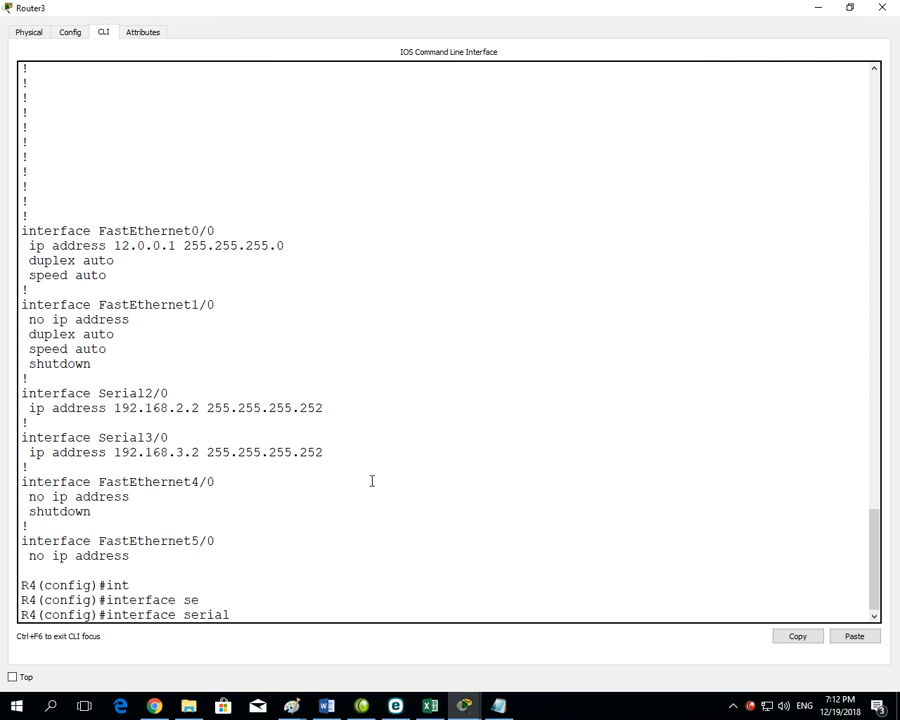 Router3
Physical Config CLI Attributes
IOS Command Line Interface
!
!
!
!
!
!
!
!
!
!
!
interface FastEthernet0/0
ip address 12.0.0.1 255.255.255.0
duplex auto
speed auto
!
interface FastEthernet1/0
no ip address
duplex auto
speed auto
shutdown
!
interface Serial2/0
ip address 192.168.2.2 255.255.255.252
!
interface Serial3/0
ip address 192.168.3.2 255.255.255.252
!
interface FastEthernet4/0
no ip address
shutdown
!
interface FastEthernet5/0
no ip address
R4(config)#int
R4(config)#interface se
R4(config)#interface serial
Ctrl+F6 to exit CLI focus
Copy Paste
Top
ENG
7:12 PM
12/19/2018
3